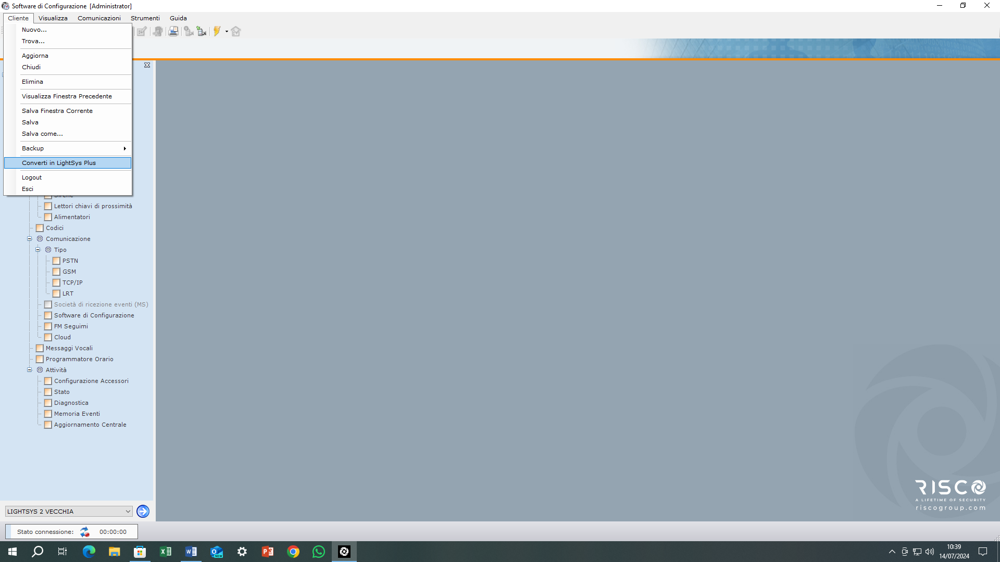 Software di Configurazione [Administrator]
Cliente Visualizza Comunicazioni Strumenti Guida
Nuovo...
Trova...
Aggiorna
Chiudi
Elimina
Visualizza Finestra Precedente
Salva Finestra Corrente
Salva
Salva come...
Backup
Converti in LightSys Plus
Logout
Esci
Sirene
Lettori chiavi di prossimità
Alimentatori
Codici
Comunicazione
Tipo
PSTN
GSM
TCP/IP
LRT
Società di ricezione eventi (MS)
Software di Configurazione
FM Seguimi
Cloud
Messaggi Vocali
Programmatore Orario
Attività
Configurazione Accessori
Stato
Diagnostica
Memoria Eventi
Aggiornamento Centrale
RISCO
A LIFETIME OF SECURITY
riscogroup.com
LIGHTSYS 2 VECCHIA
Stato connessione: 00:00:00
NEW
10:39
14/07/2024